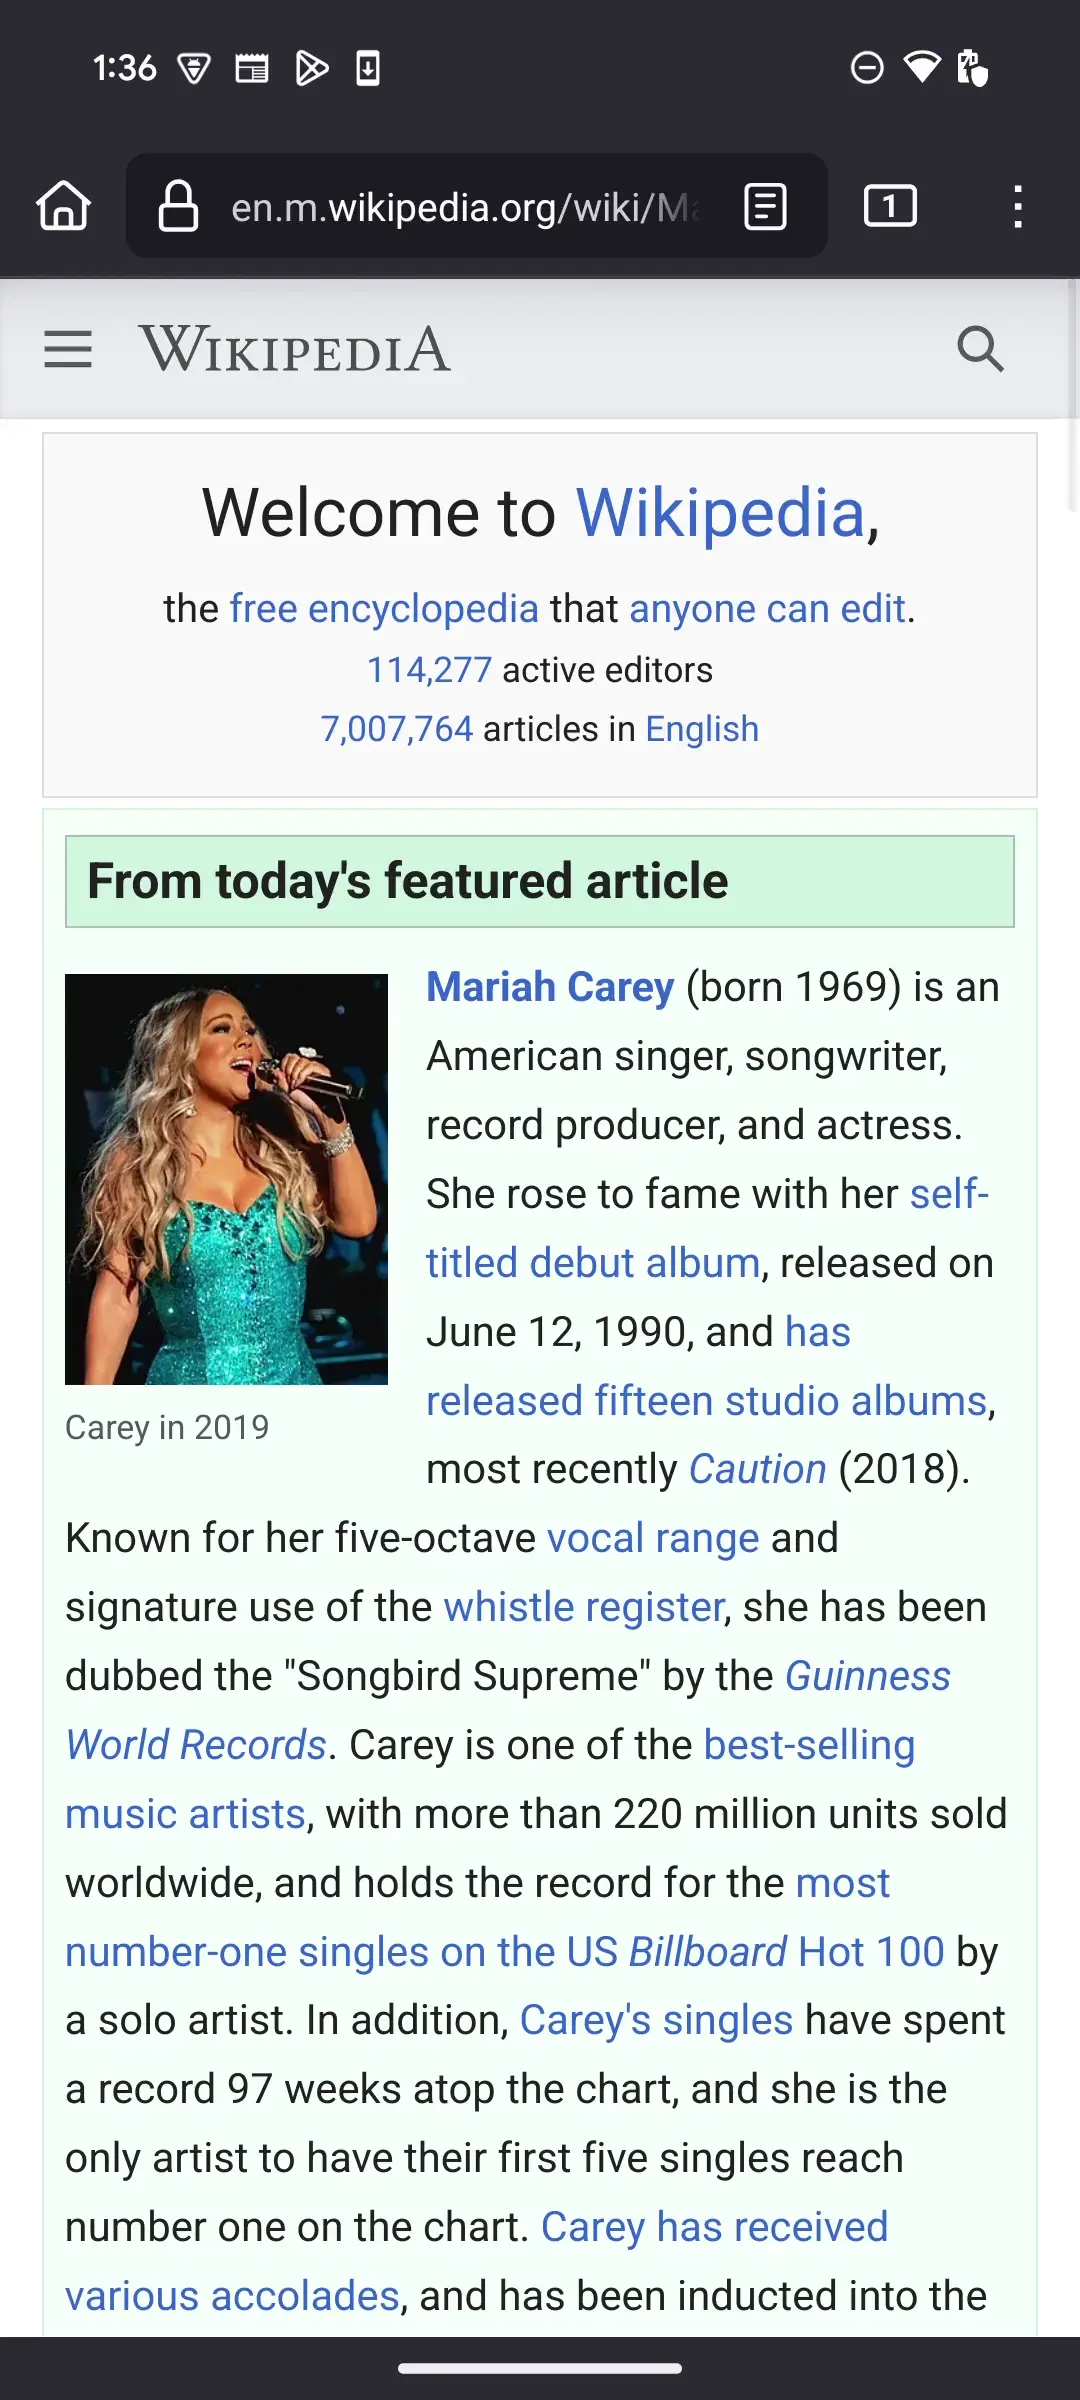 1:36
en.m.wikipedia.org/wiki/Ma
1
WIKIPEDIA
Welcome to Wikipedia,
the free encyclopedia that anyone can edit.
114,277 active editors
7,007,764 articles in English
From today's featured article
Mariah Carey (born 1969) is an
American singer, songwriter,
record producer, and actress.
She rose to fame with her self-
titled debut album, released on
June 12, 1990, and has
released fifteen studio albums,
most recently Caution (2018).
Carey in 2019
Known for her five-octave vocal range and
signature use of the whistle register, she has been
dubbed the "Songbird Supreme" by the Guinness
World Records. Carey is one of the best-selling
music artists, with more than 220 million units sold
worldwide, and holds the record for the most
number-one singles on the US Billboard Hot 100 by
a solo artist. In addition, Carey's singles have spent
a record 97 weeks atop the chart, and she is the
only artist to have their first five singles reach
number one on the chart. Carey has received
various accolades, and has been inducted into the